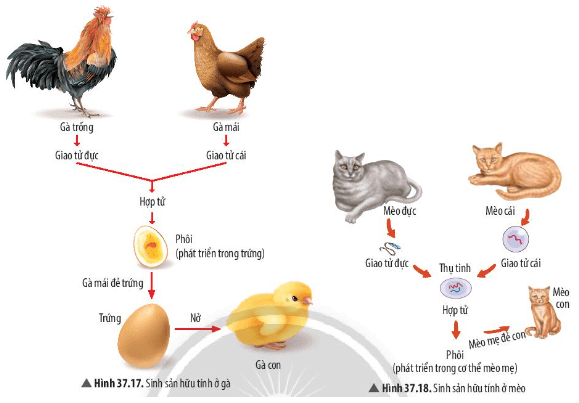 Gà trống
Gà mái
Giao tử đực
Giao tử cái
Hợp tử
Phôi
(phát triển trong trứng)
Gà mái đẻ trứng
Trứng
Nở
Gà con
▲ Hình 37.17. Sinh sản hữu tính ở gà
Mèo đực
Mèo cái
Giao tử đực
Thụ tinh
Giao tử cái
Hợp tử
Mèo
con
Mèo mẹ đẻ con
Phôi
(phát triển trong cơ thể mèo mẹ)
▲ Hình 37.18. Sinh sản hữu tính ở mèo